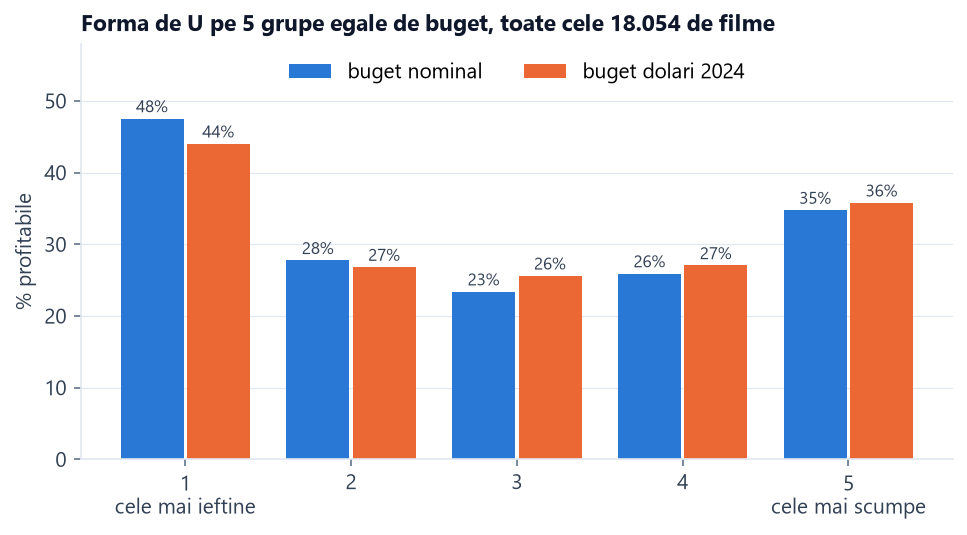 Forma de U pe 5 grupe egale de buget, toate cele 18.054 de filme
buget nominal buget dolari 2024
% profitabile
50
40
30
20
10
0
48% 44%
28% 27%
23% 26%
26% 27%
35% 36%
1 2 3 4 5
cele mai ieftine cele mai scumpe